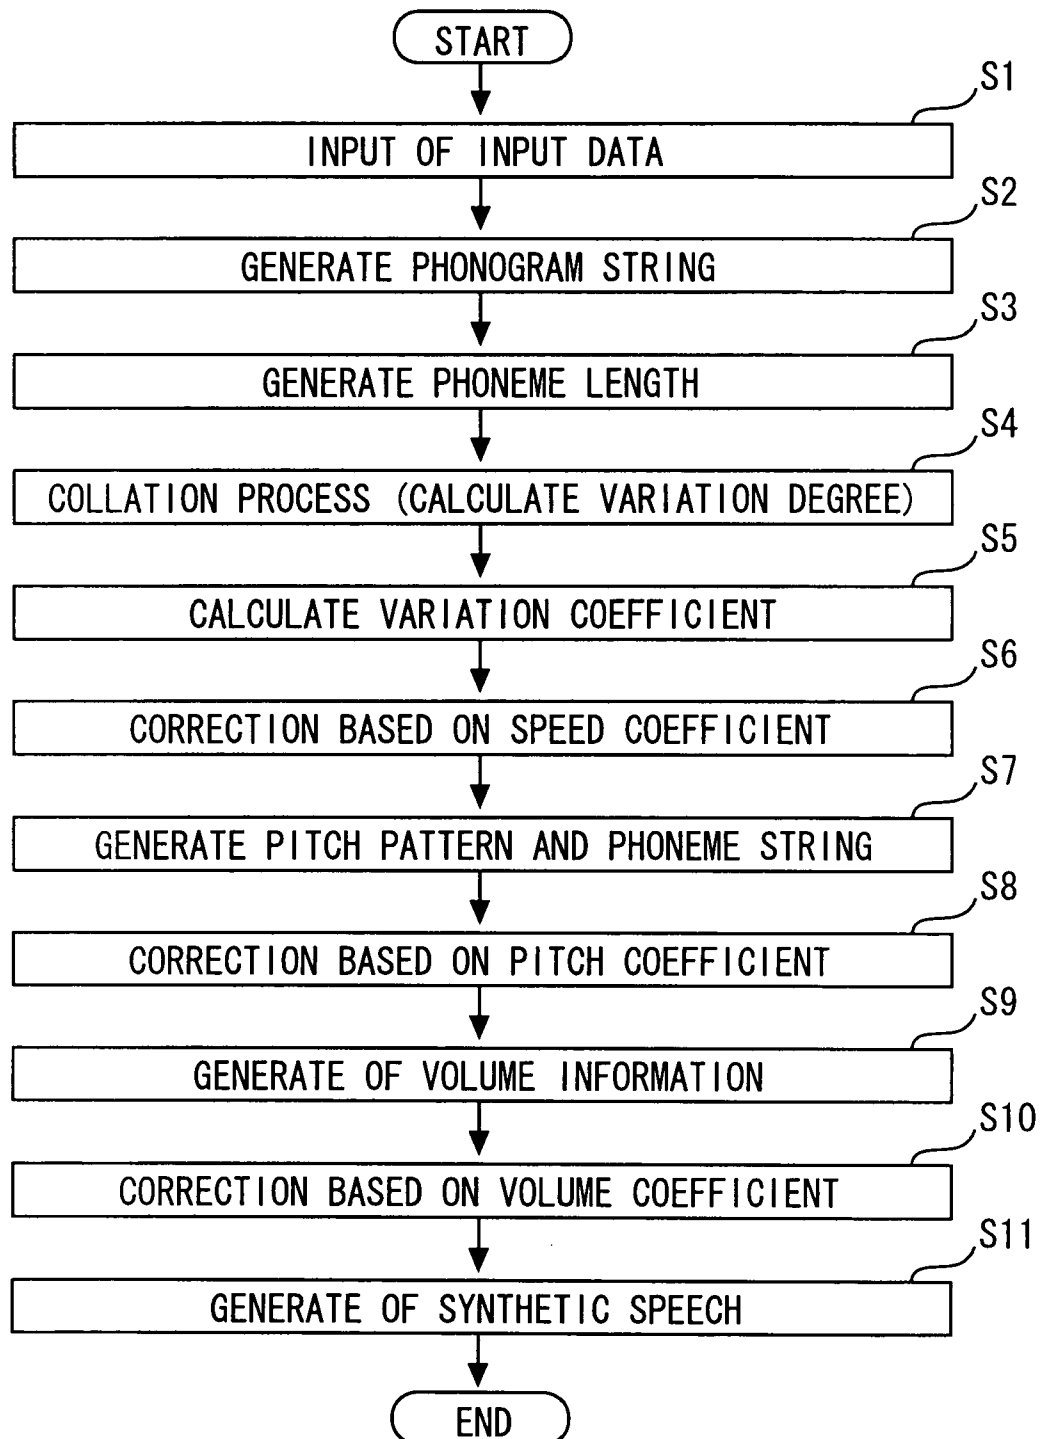 START
S1
INPUT OF INPUT DATA
S2
GENERATE PHONOGRAM STRING
S3
GENERATE PHONEME LENGTH
S4
COLLATION PROCESS (CALCULATE VARIATION DEGREE)
S5
CALCULATE VARIATION COEFFICIENT
S6
CORRECTION BASED ON SPEED COEFFICIENT
S7
GENERATE PITCH PATTERN AND PHONEME STRING
S8
CORRECTION BASED ON PITCH COEFFICIENT
S9
GENERATE OF VOLUME INFORMATION
S10
CORRECTION BASED ON VOLUME COEFFICIENT
S11
GENERATE OF SYNTHETIC SPEECH
END